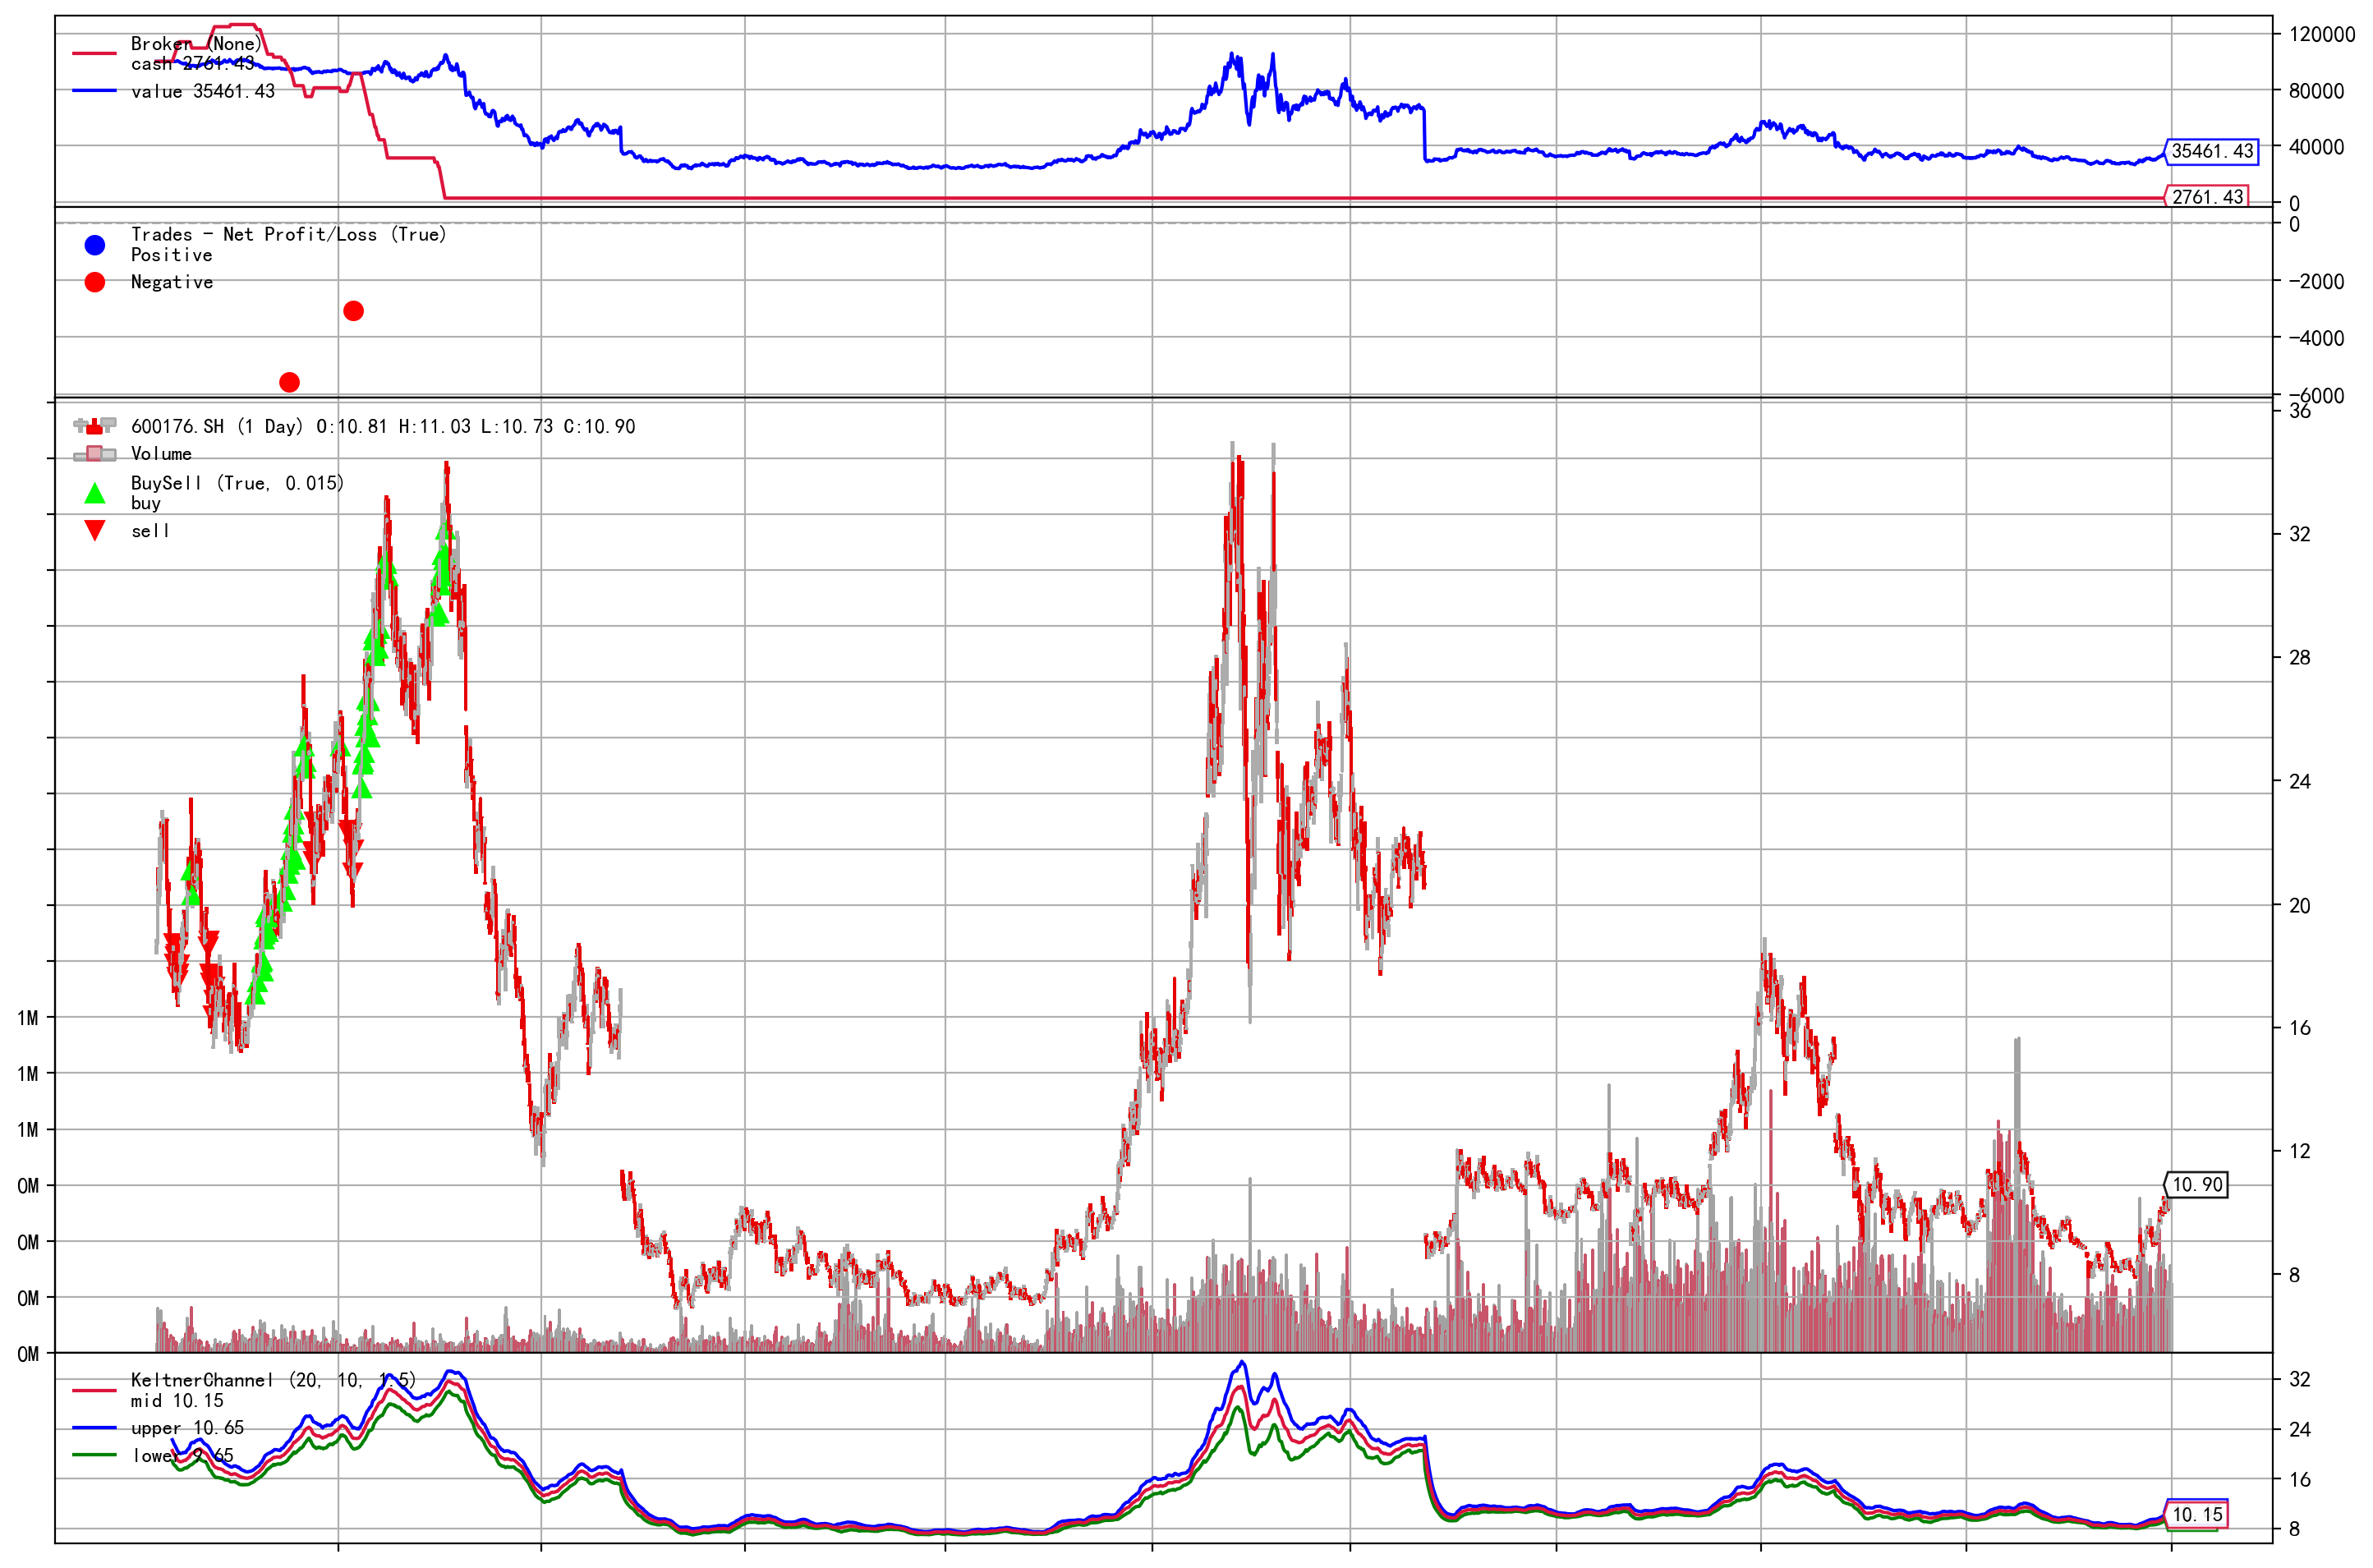 Broker (None)
cash 2761.43
value 35461.43
120000
80000
40000
0
35461.43
2761.43
Trades - Net Profit/Loss (True)
Positive
Negative
0
−2000
−4000
−6000
600176.SH (1 Day) O:10.81 H:11.03 L:10.73 C:10.90
Volume
BuySell (True, 0.015)
buy
sell
36
32
28
24
20
16
12
8
10.90
1M
1M
1M
0M
0M
0M
0M
KeltnerChannel (20, 10, 1.5)
mid 10.15
upper 10.65
lower 9.65
32
24
16
8
10.15